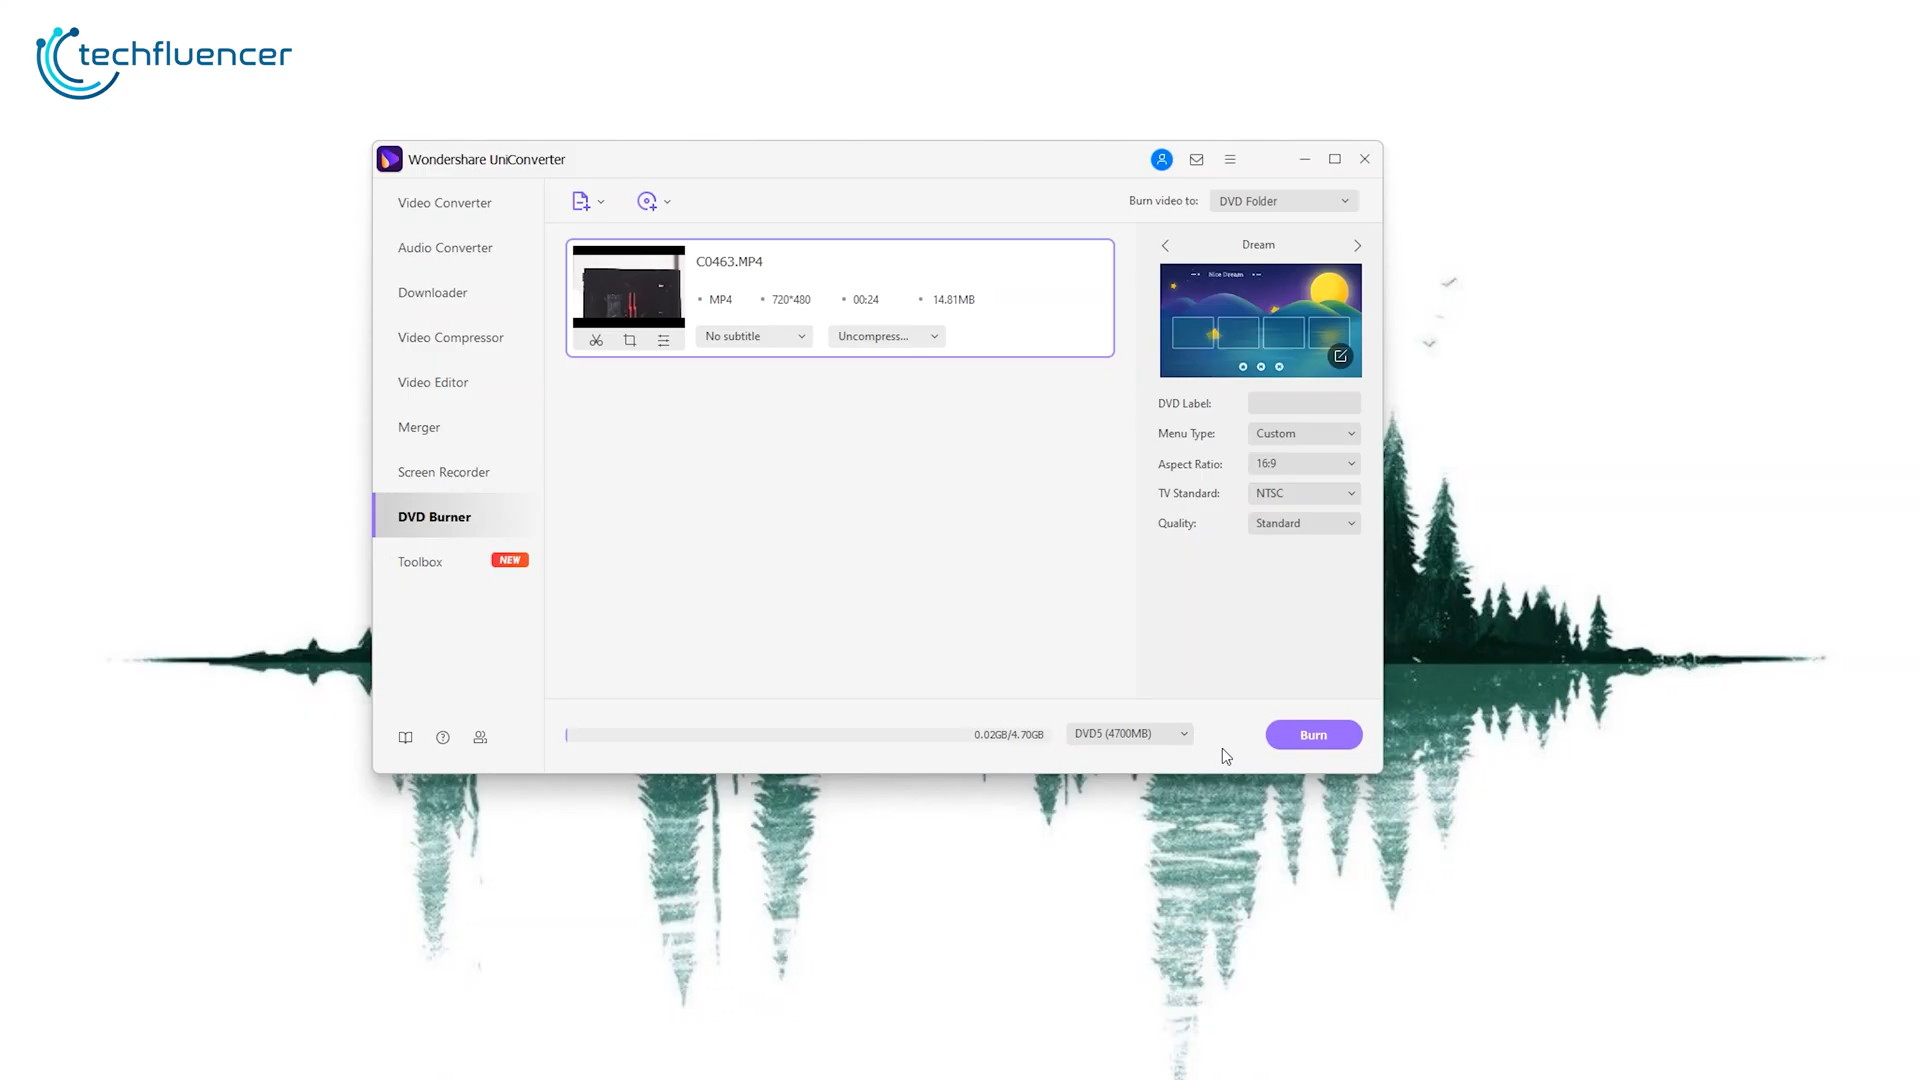 techfluencer
Wondershare UniConverter
Video Converter
Audio Converter
Downloader
Video Compressor
Video Editor
Merger
Screen Recorder
DVD Burner
Toolbox NEW
Burn video to: DVD Folder
C0463.MP4
MP4 720*480 00:24 14.81MB
No subtitle Uncompress...
Dream
Nice Dream
DVD Label:
Menu Type: Custom
Aspect Ratio: 16:9
TV Standard: NTSC
Quality: Standard
0.02GB/4.70GB DVD5 (4700MB) Burn